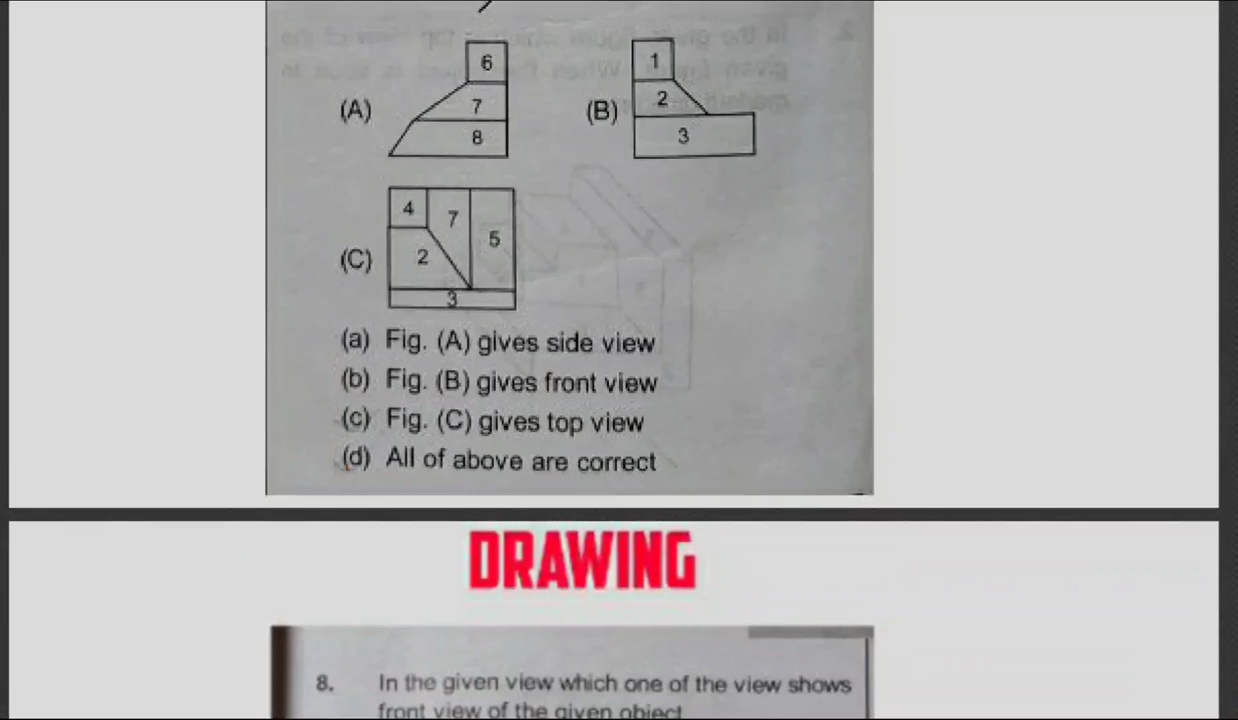 6
(A)
7
8
1
(B)
2
3
4
7
5
(C)
2
3
(a) Fig. (A) gives side view
(b) Fig. (B) gives front view
(c) Fig. (C) gives top view
(d) All of above are correct
DRAWING
8. In the given view which one of the view shows
front view of the given object